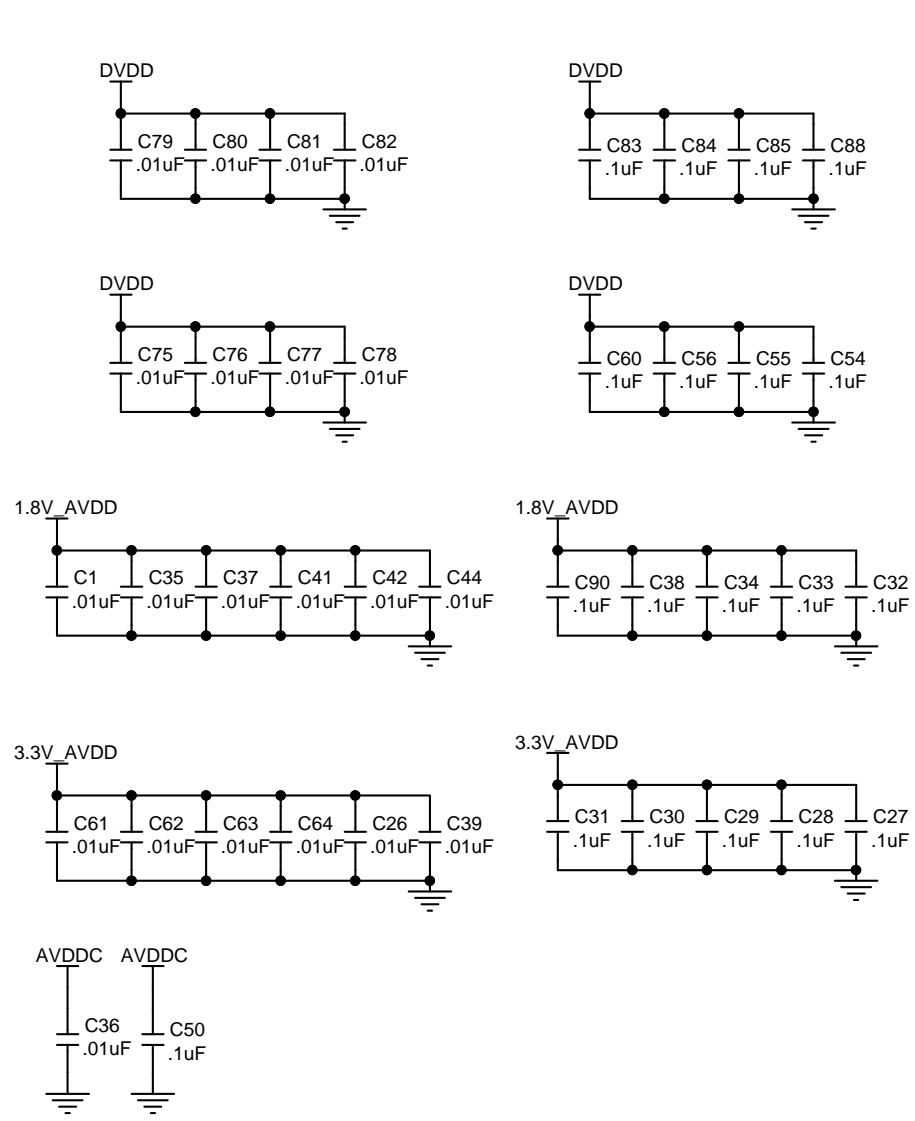 DVDD
C79 C80 C81 C82
.01uF .01uF .01uF .01uF
DVDD
C83 C84 C85 C88
.1uF .1uF .1uF .1uF
DVDD
C75 C76 C77 C78
.01uF .01uF .01uF .01uF
DVDD
C60 C56 C55 C54
.1uF .1uF .1uF .1uF
1.8V_AVDD
C1 C35 C37 C41 C42 C44
.01uF .01uF .01uF .01uF .01uF .01uF
1.8V_AVDD
C90 C38 C34 C33 C32
.1uF .1uF .1uF .1uF .1uF
3.3V_AVDD
C61 C62 C63 C64 C26 C39
.01uF .01uF .01uF .01uF .01uF .01uF
3.3V_AVDD
C31 C30 C29 C28 C27
.1uF .1uF .1uF .1uF .1uF
AVDDC
C36
.01uF
AVDDC
C50
.1uF